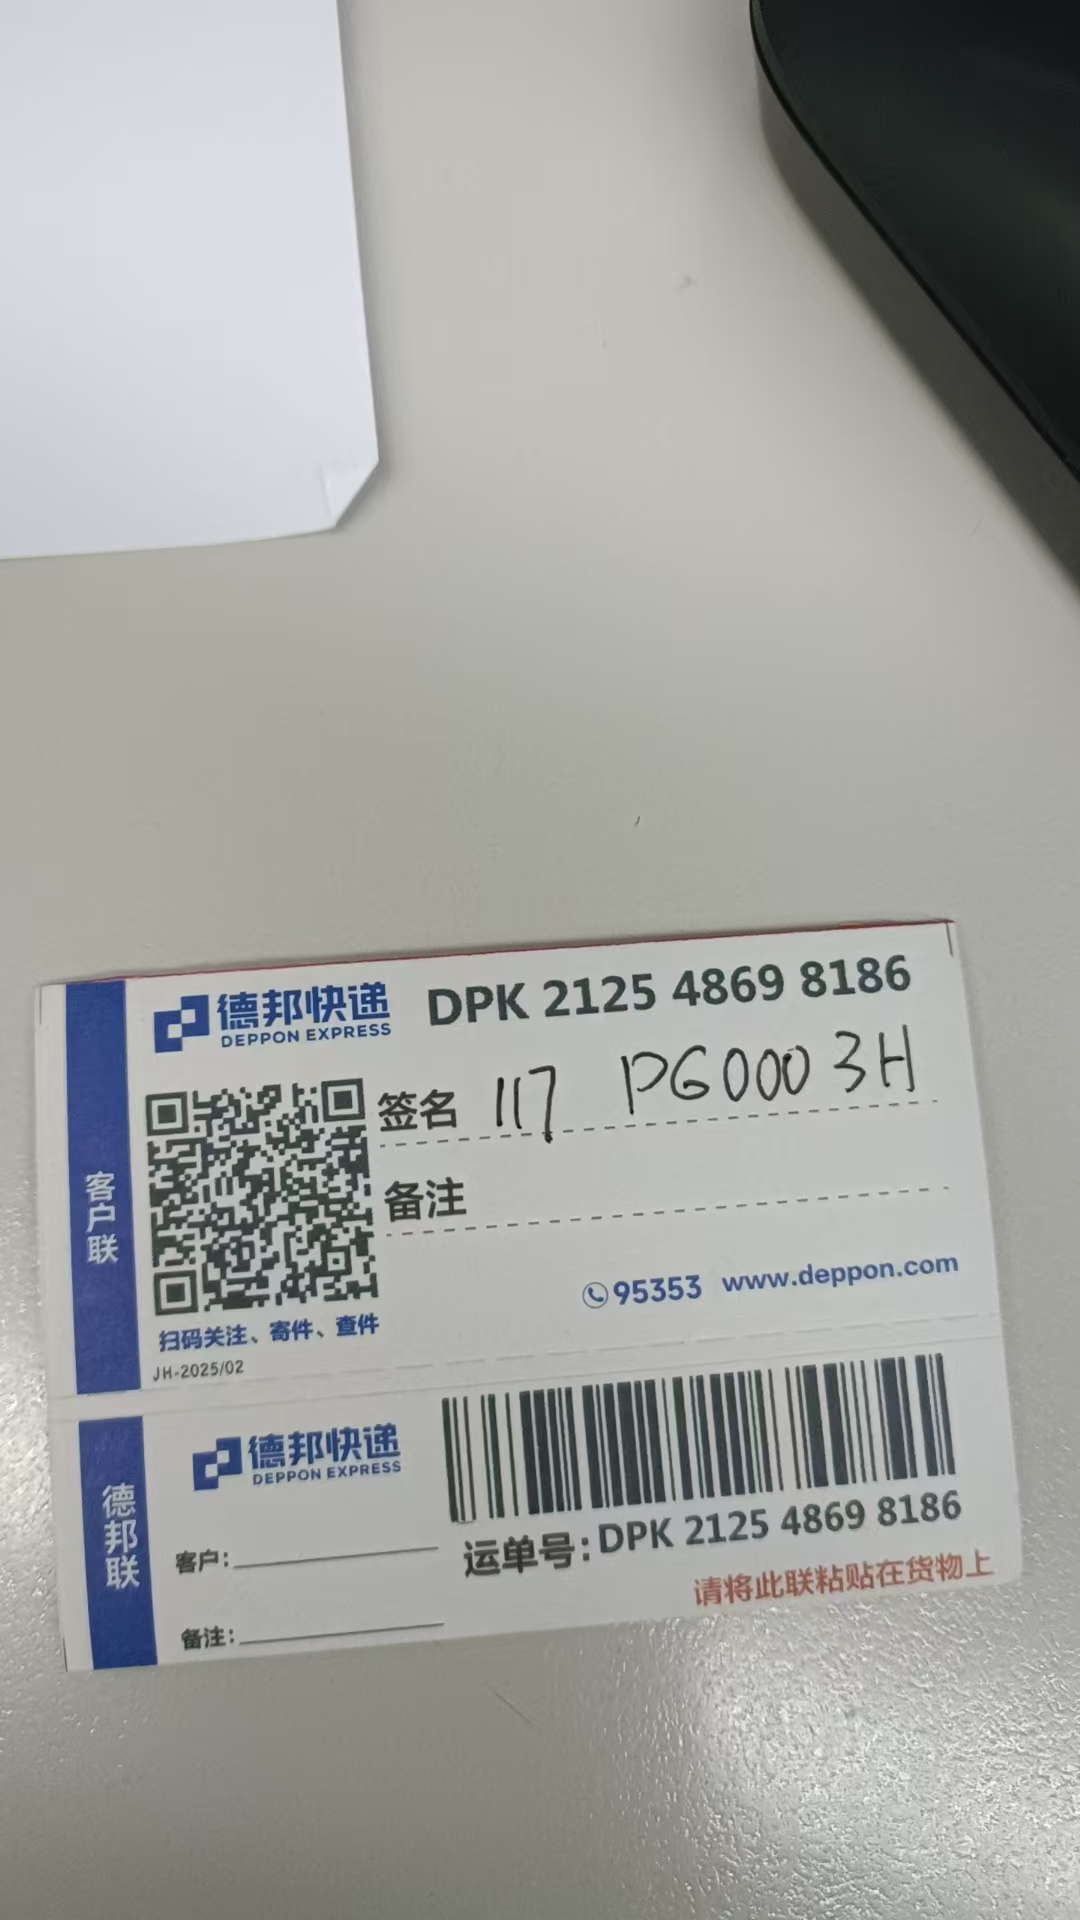 德邦快递
DEPPON EXPRESS
DPK 2125 4869 8186
签名 117 PG0003H
备注
客户联
95353 www.deppon.com
扫码关注、寄件、查件
JH-2025/02
德邦快递
DEPPON EXPRESS
德邦联
客户:
运单号:DPK 2125 4869 8186
请将此联粘贴在货物上
备注: